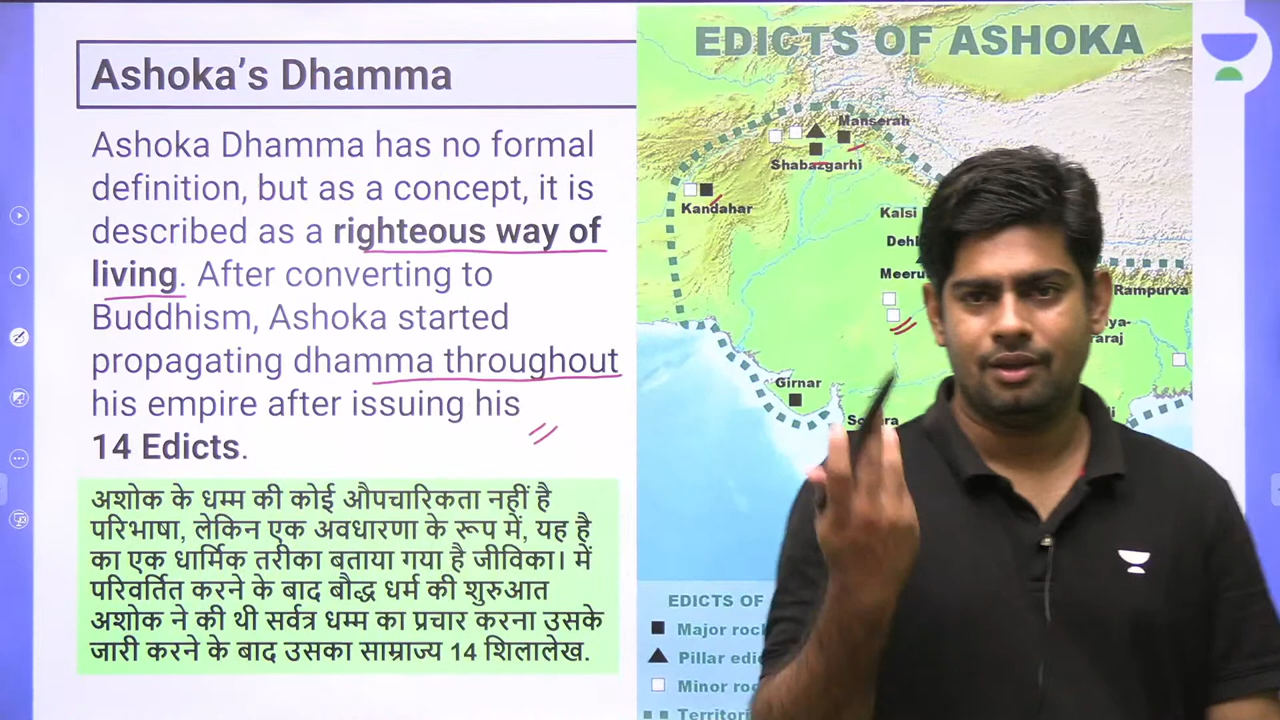 Ashoka's Dhamma
Ashoka Dhamma has no formal
definition, but as a concept, it is
described as a righteous way of
living. After converting to
Buddhism, Ashoka started
propagating dhamma throughout
his empire after issuing his
14 Edicts.
अशोक के धम्म की कोई औपचारिकता नहीं है
परिभाषा, लेकिन एक अवधारणा के रूप में, यह है
का एक धार्मिक तरीका बताया गया है जीविका। में
परिवर्तित करने के बाद बौद्ध धर्म की शुरुआत
अशोक ने की थी सर्वत्र धम्म का प्रचार करना उसके
जारी करने के बाद उसका साम्राज्य 14 शिलालेख.
EDICTS OF ASHOKA
Manserah
Shabazgarhi
Kandahar
Kalsi
Meeru
Rampurva
Girnar
EDICTS OF
Major
Pillar
Minor